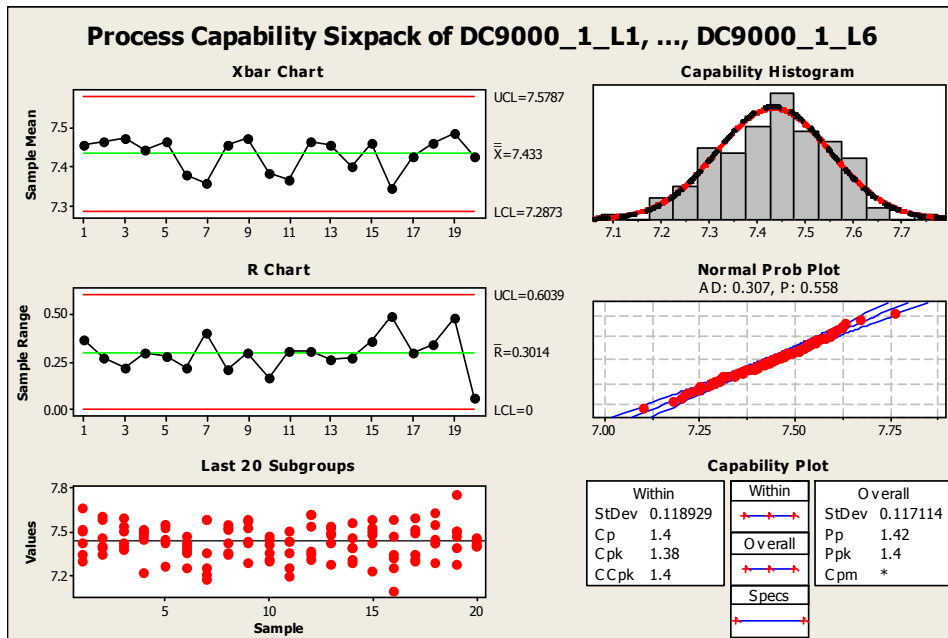 Process Capability Sixpack of DC9000_1_L1, ..., DC9000_1_L6
Xbar Chart
Sample Mean
7.5
7.4
7.3
1 3 5 7 9 11 13 15 17 19
UCL=7.5787
X=7.433
LCL=7.2873
Capability Histogram
7.1 7.2 7.3 7.4 7.5 7.6 7.7
R Chart
Sample Range
0.50
0.25
0.00
1 3 5 7 9 11 13 15 17 19
UCL=0.6039
R=0.3014
LCL=0
Normal Prob Plot
AD: 0.307, P: 0.558
7.00 7.25 7.50 7.75
Last 20 Subgroups
Values
7.8
7.5
7.2
5 10 15 20
Sample
Capability Plot
Within
StDev 0.118929
Cp 1.4
Cpk 1.38
CCpk 1.4
Within
Overall
Specs
Overall
StDev 0.117114
Pp 1.42
Ppk 1.4
Cpm *